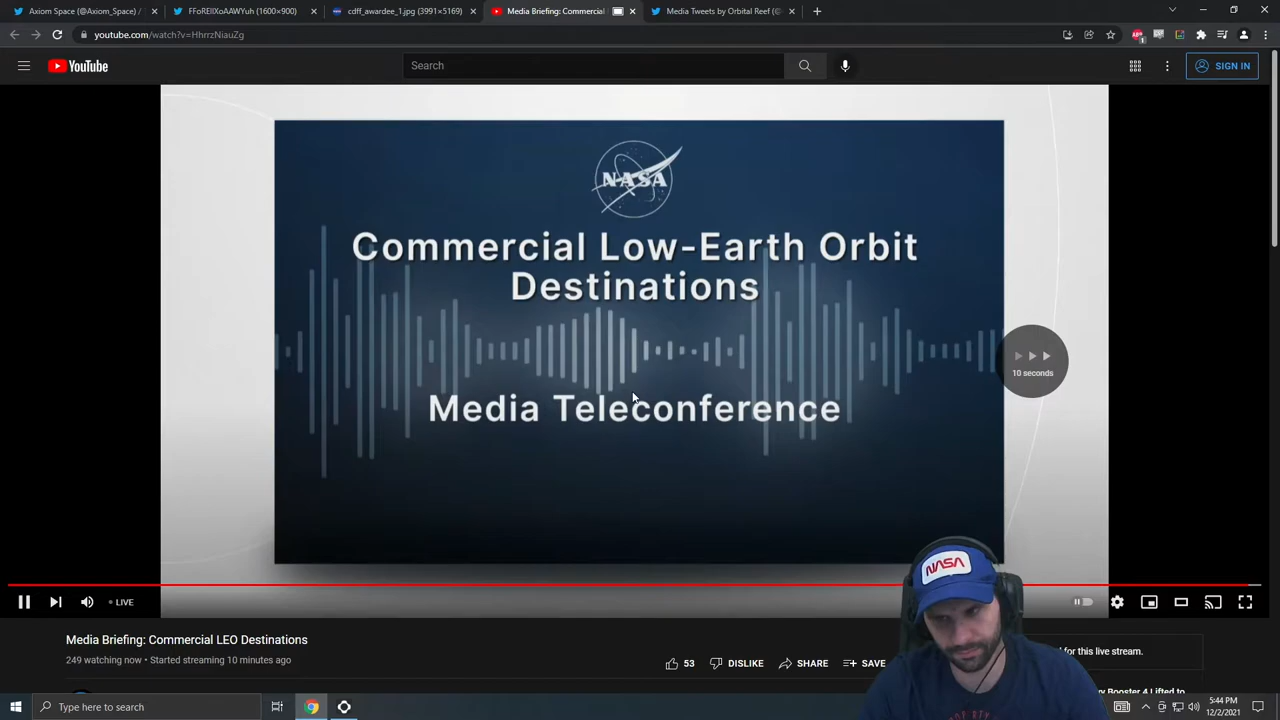 Axiom Space (@Axiom_Space) /
FFoRElIXoAAWYuh (1600×900)
cdff_awardee_1.jpg (3991×5169)
Media Briefing: Commercial
Media Tweets by Orbital Reef (@
youtube.com/watch?v=HhrrzNiauZg
ABP
1
YouTube
Search
SIGN IN
NASA
Commercial Low-Earth Orbit
Destinations
Media Teleconference
10 seconds
LIVE
NASA
Media Briefing: Commercial LEO Destinations
d for this live stream.
249 watching now • Started streaming 10 minutes ago
53
DISLIKE
SHARE
SAVE
Booster 4 Lifted to
Type here to search
5:44 PM
12/2/2021